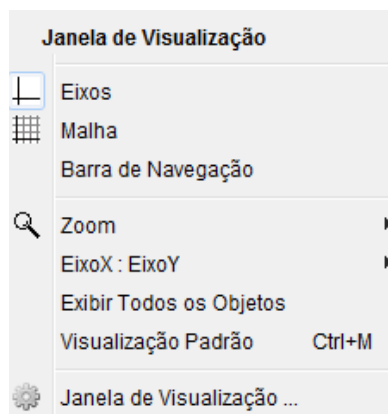 Janela de Visualização
Eixos
Malha
Barra de Navegação
Zoom
EixoX : EixoY
Exibir Todos os Objetos
Visualização Padrão Ctrl+M
Janela de Visualização ...